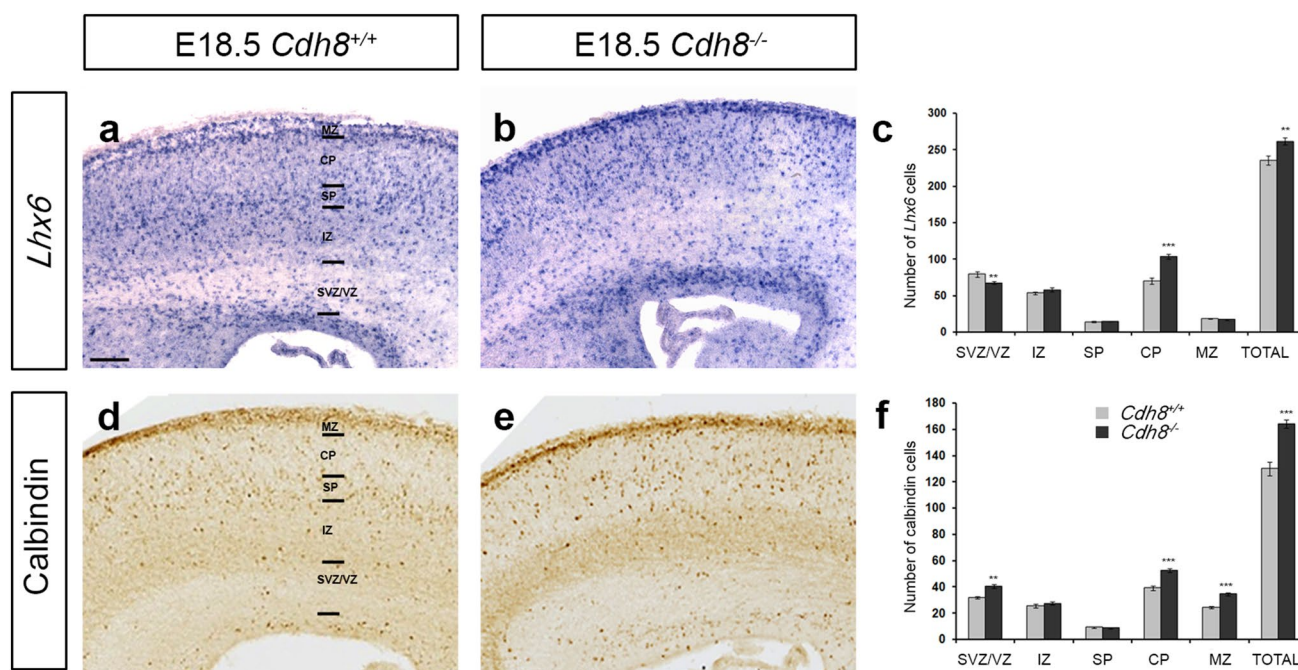 E18.5 Cdh8+/+
E18.5 Cdh8-/-
Lhx6
a
MZ
CP
SP
IZ
SVZ/VZ
b
c
Number of Lhx6 cells
300
250
200
150
100
50
0
**
***
**
SVZ/VZ IZ SP CP MZ TOTAL
Calbindin
d
MZ
CP
SP
IZ
SVZ/VZ
e
f
Cdh8+/+
Cdh8-/-
Number of calbindin cells
180
160
140
120
100
80
60
40
20
0
**
***
***
***
SVZ/VZ IZ SP CP MZ TOTAL